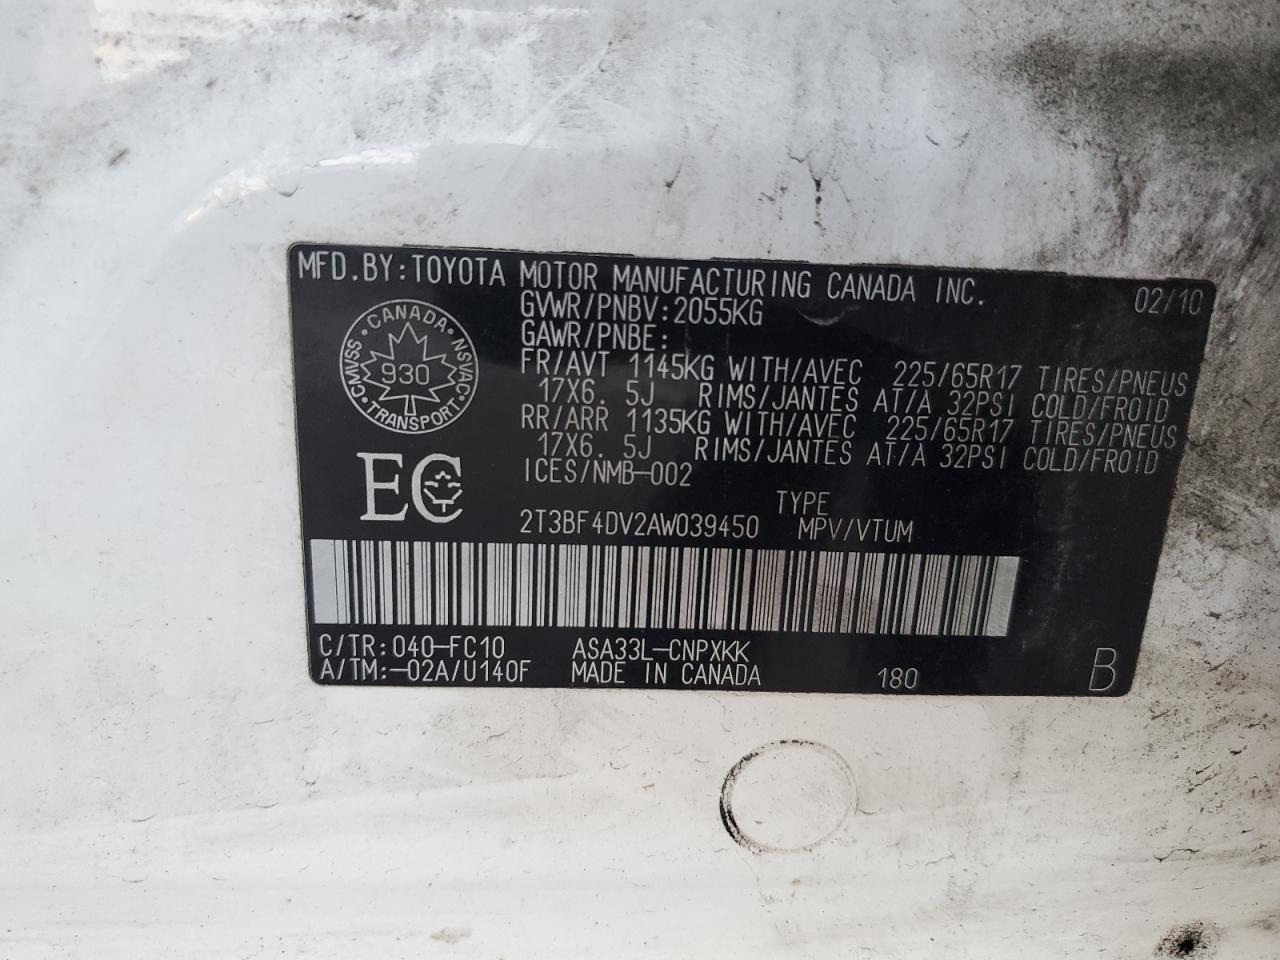 MFD.BY:TOYOTA MOTOR MANUFACTURING CANADA INC. 02/10
GVWR/PNBV:2055KG
GAWR/PNBE:
FR/AVT 1145KG WITH/AVEC 225/65R17 TIRES/PNEUS
17X6. 5J RIMS/JANTES AT/A 32PSI COLD/FROID
RR/ARR 1135KG WITH/AVEC 225/65R17 TIRES/PNEUS
17X6. 5J RIMS/JANTES AT/A 32PSI COLD/FROID
ICES/NMB-002
CANADA
CMVSS 930 NSVAC
TRANSPORT
EC
TYPE
2T3BF4DV2AW039450 MPV/VTUM
C/TR:040-FC10 ASA33L-CNPXKK
A/TM:-02A/U140F MADE IN CANADA 180 B